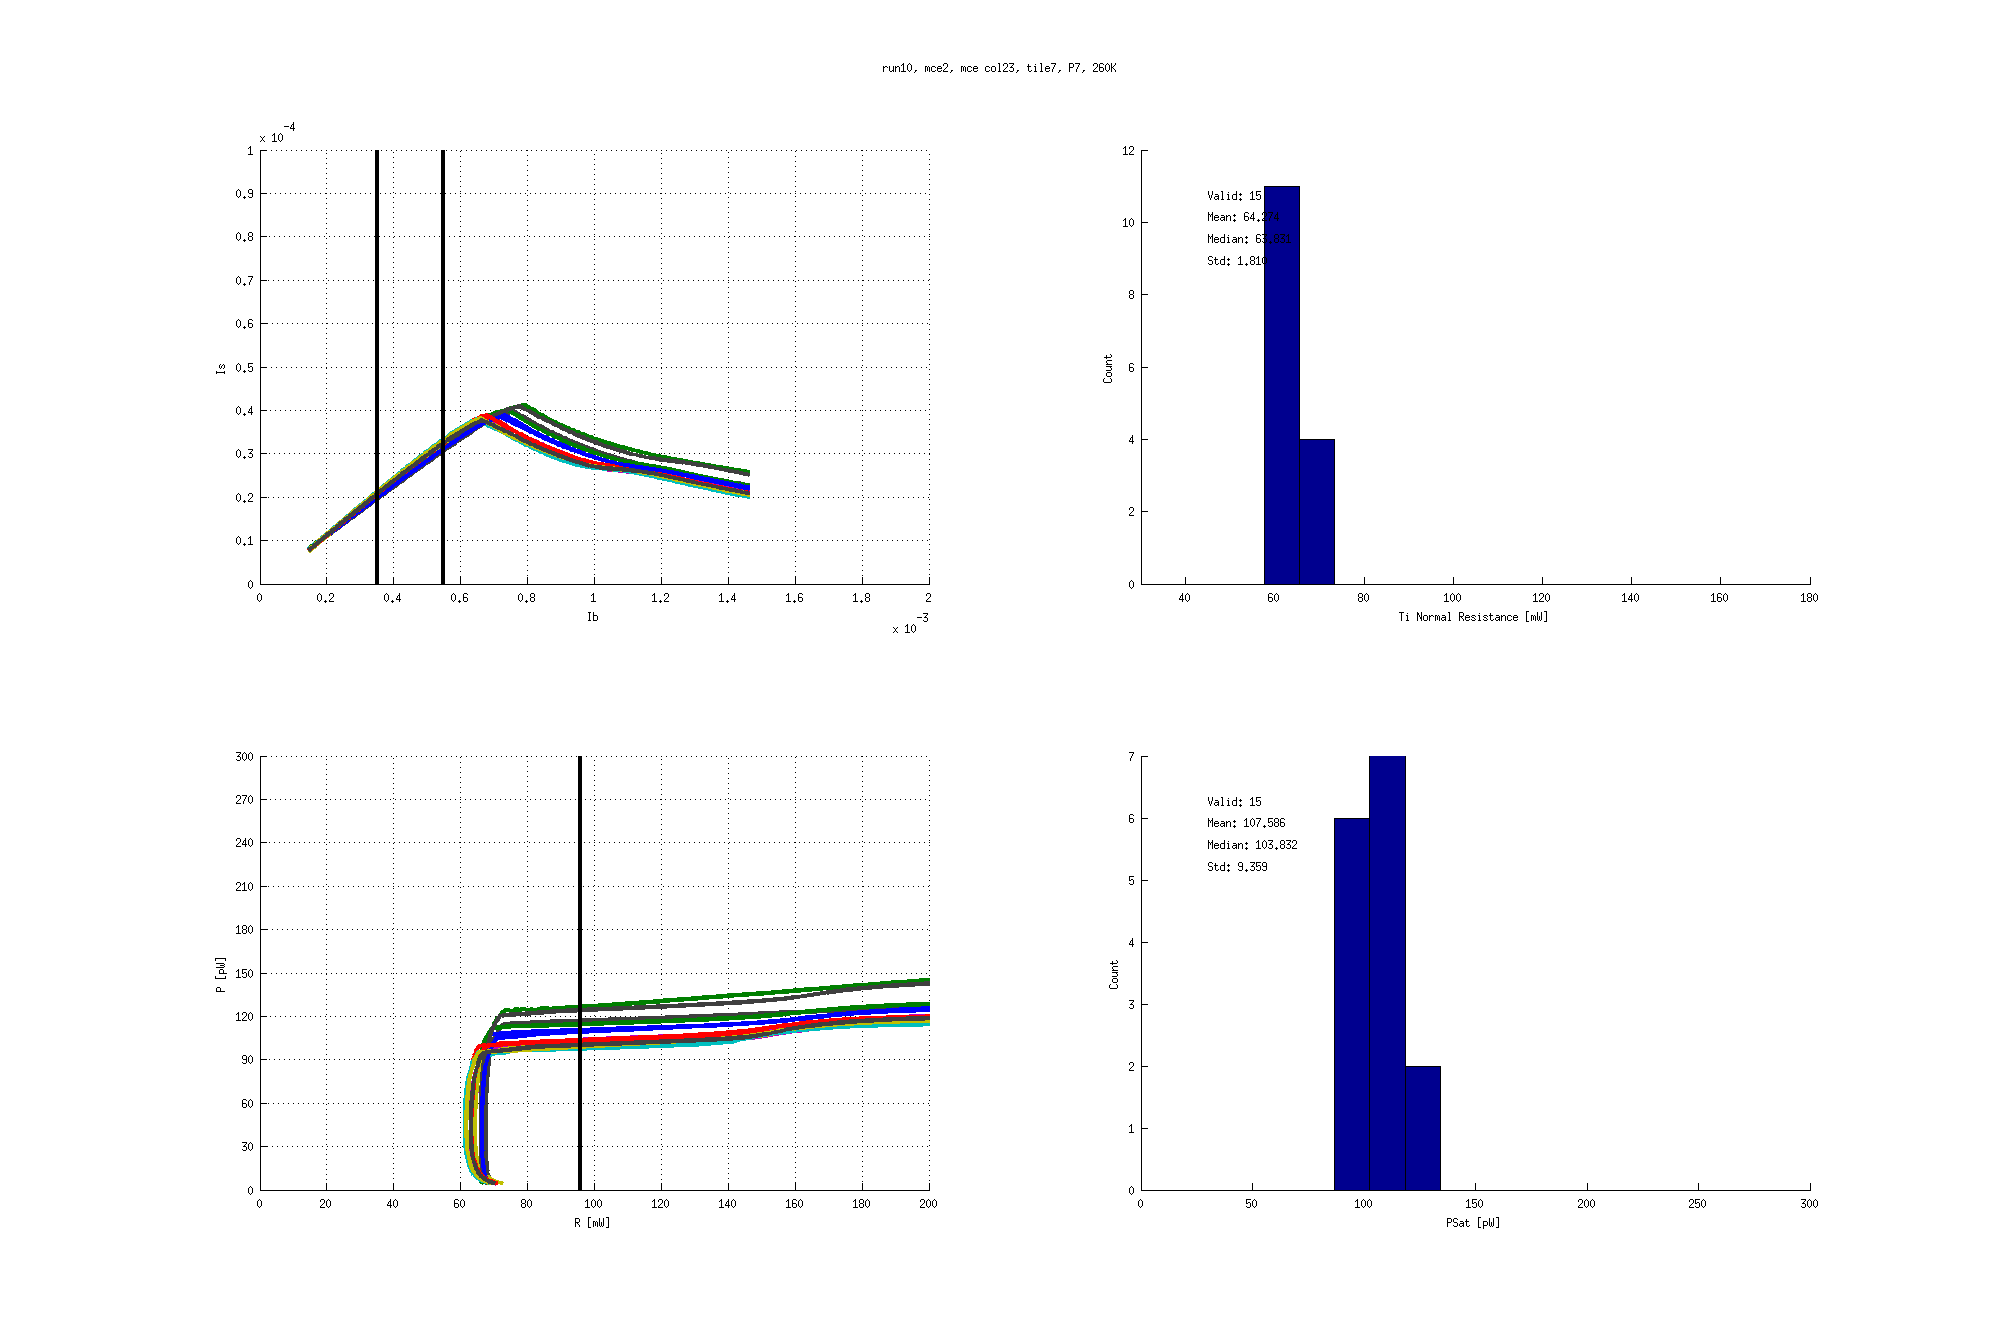 run10, mce2, mce col23, tile7, P7, 260K
x 10^-4
1
0.9
0.8
0.7
0.6
0.5
0.4
0.3
0.2
0.1
0
Is
0 0.2 0.4 0.6 0.8 1 1.2 1.4 1.6 1.8 2
Ib
x 10^-3
12
10
8
6
4
2
0
Count
Valid: 15
Mean: 64.274
Median: 63.831
Std: 1.810
40 60 80 100 120 140 160 180
Ti Normal Resistance [mW]
300
270
240
210
180
150
120
90
60
30
0
P [pW]
0 20 40 60 80 100 120 140 160 180 200
R [mW]
7
6
5
4
3
2
1
0
Count
Valid: 15
Mean: 107.586
Median: 103.832
Std: 9.359
0 50 100 150 200 250 300
PSat [pW]